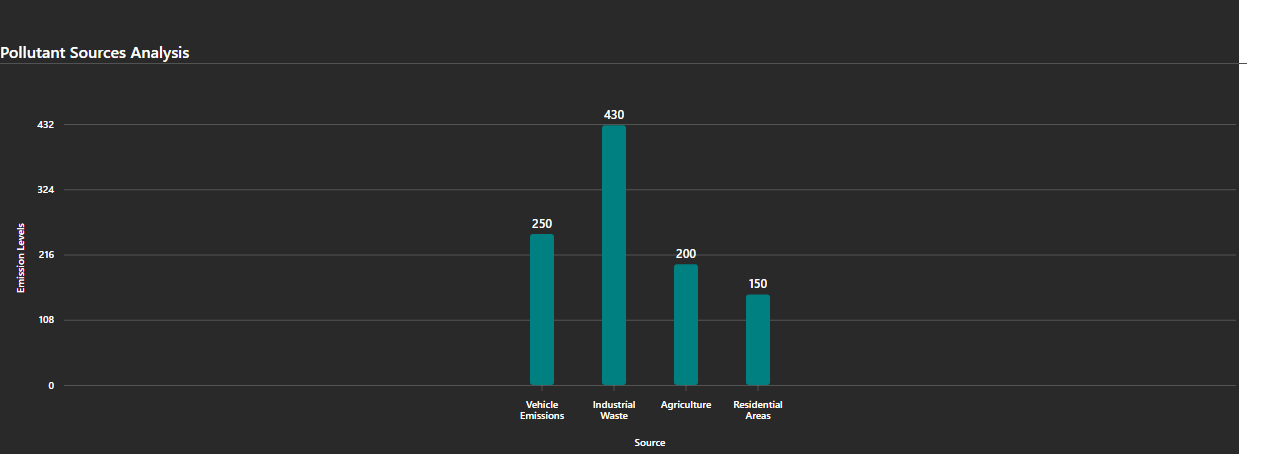 Pollutant Sources Analysis
432
324
216
108
0
Emission Levels
250
430
200
150
Vehicle
Emissions
Industrial
Waste
Agriculture
Residential
Areas
Source